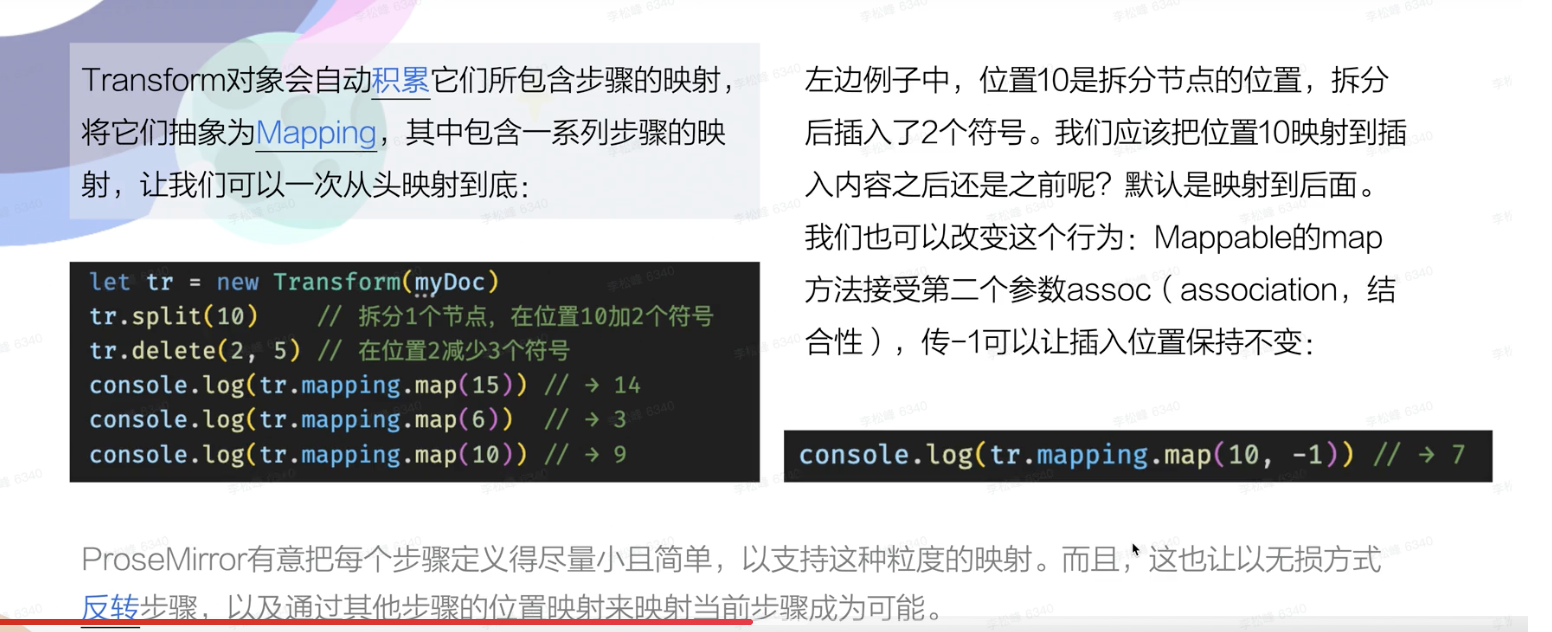 Transform对象会自动积累它们所包含步骤的映射，
将它们抽象为Mapping，其中包含一系列步骤的映
射，让我们可以一次从头映射到底：
let tr = new Transform(myDoc)
tr.split(10)    // 拆分1个节点，在位置10加2个符号
tr.delete(2, 5) // 在位置2减少3个符号
console.log(tr.mapping.map(15)) // → 14
console.log(tr.mapping.map(6))  // → 3
console.log(tr.mapping.map(10)) // → 9
左边例子中，位置10是拆分节点的位置，拆分
后插入了2个符号。我们应该把位置10映射到插
入内容之后还是之前呢？默认是映射到后面。
我们也可以改变这个行为：Mappable的map
方法接受第二个参数assoc（association，结
合性），传-1可以让插入位置保持不变：
console.log(tr.mapping.map(10, -1)) // → 7
ProseMirror有意把每个步骤定义得尽量小且简单，以支持这种粒度的映射。而且，这也让以无损方式
反转步骤，以及通过其他步骤的位置映射来映射当前步骤成为可能。
李松峰 6340